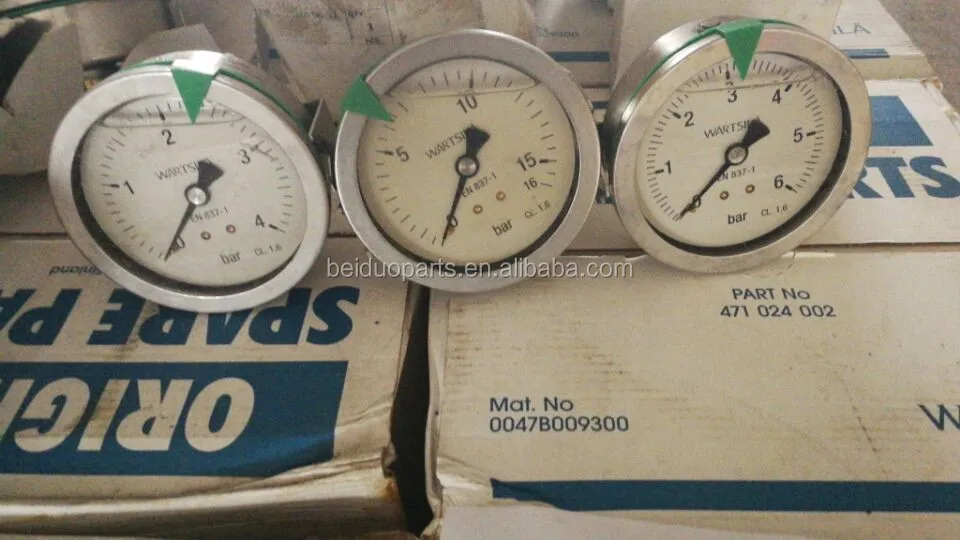 0
1
2
3
4
WARTSILA
EN 837-1
bar
CL. 1,6
0
5
10
15
16
WARTSILA
EN 837-1
bar
CL. 1,6
0
1
2
3
4
5
6
WARTSILA
EN 837-1
bar
CL. 1,6
beiduoparts.en.alibaba.com
Finland
SPARE PA
ORIGI
PARTS
PART No
471 024 002
Mat. No
0047B009300
W